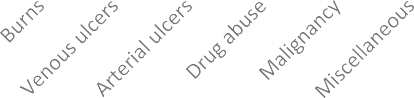 Burns
Venous ulcers
Arterial ulcers
Drug abuse
Malignancy
Miscellaneous